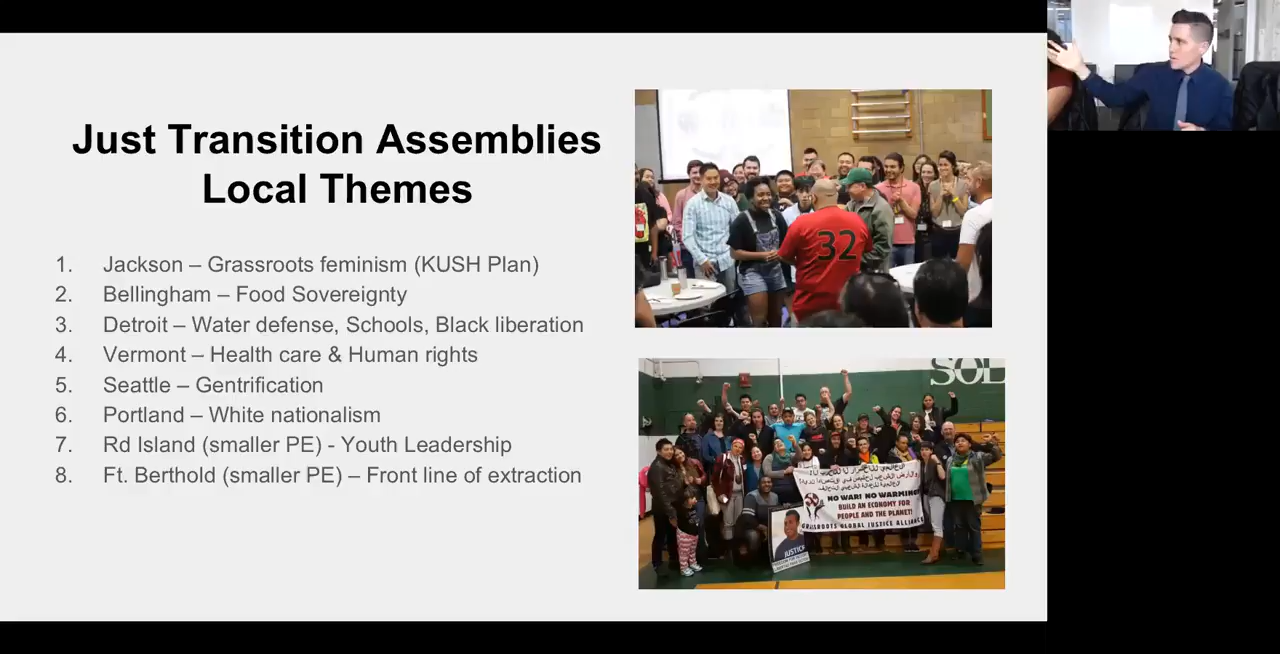 Just Transition Assemblies
Local Themes
1. Jackson – Grassroots feminism (KUSH Plan)
2. Bellingham – Food Sovereignty
3. Detroit – Water defense, Schools, Black liberation
4. Vermont – Health care & Human rights
5. Seattle – Gentrification
6. Portland – White nationalism
7. Rd Island (smaller PE) - Youth Leadership
8. Ft. Berthold (smaller PE) – Front line of extraction
32
SOL
NO WAR! NO WARMING!
BUILD AN ECONOMY FOR
PEOPLE AND THE PLANET!
GRASSROOTS GLOBAL JUSTICE ALLIANCE
JUSTICE